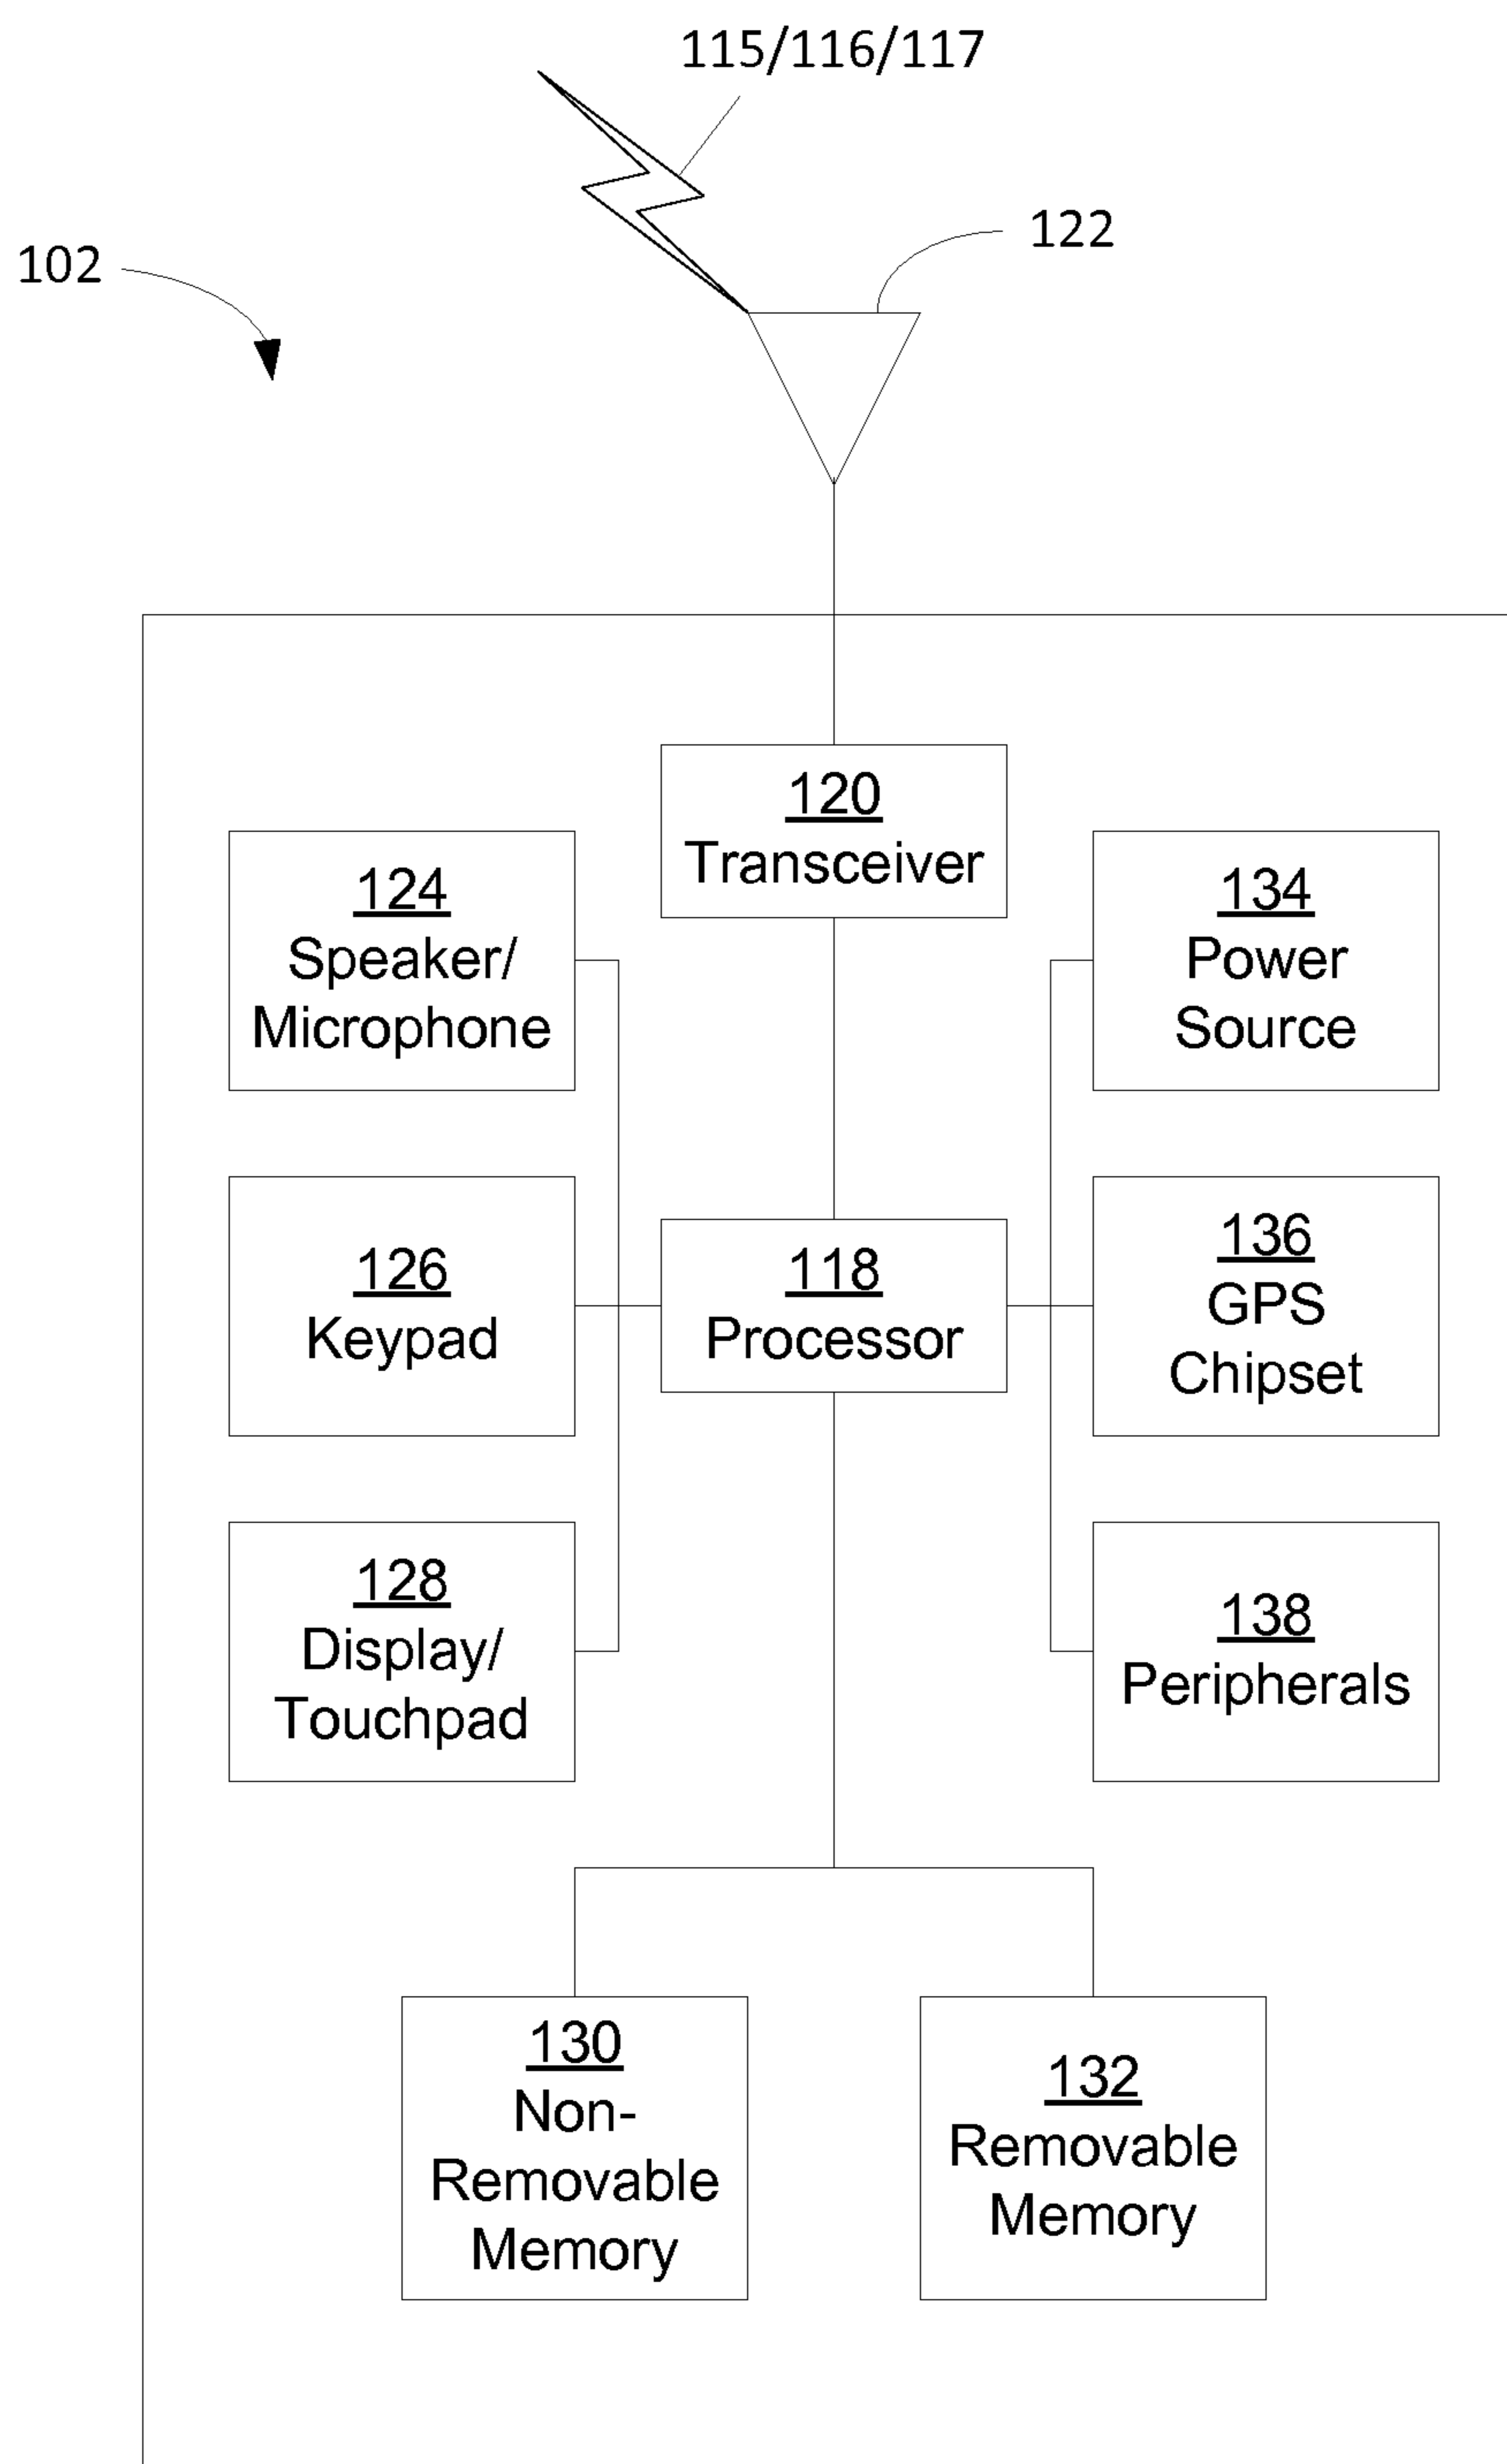 115/116/117
122
102
120
Transceiver
124
Speaker/
Microphone
134
Power
Source
126
Keypad
118
Processor
136
GPS
Chipset
128
Display/
Touchpad
138
Peripherals
130
Non-
Removable
Memory
132
Removable
Memory